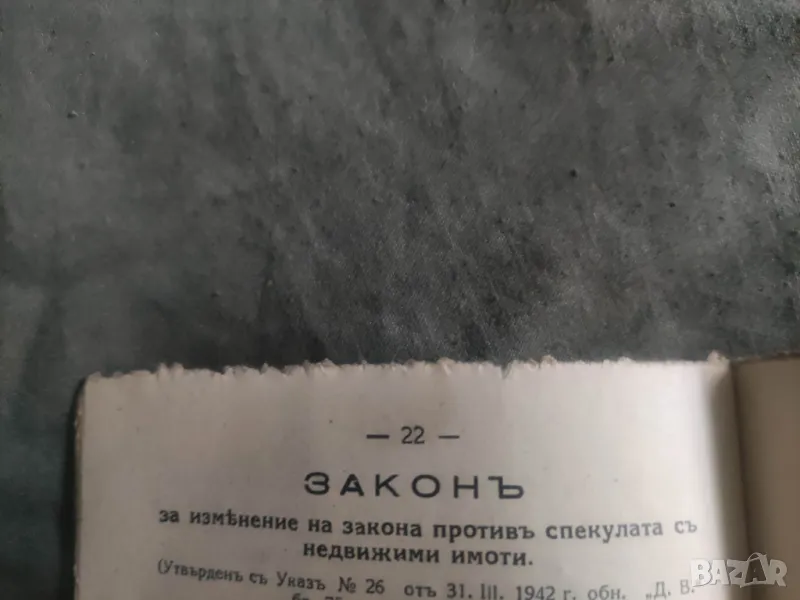 — 22 —
ЗАКОНЪ
за измѣнение на закона противъ спекулата съ
недвижими имоти.
(Утвърденъ съ Указъ № 26 отъ 31. III. 1942 г. обн. „Д. В.
BAZAR